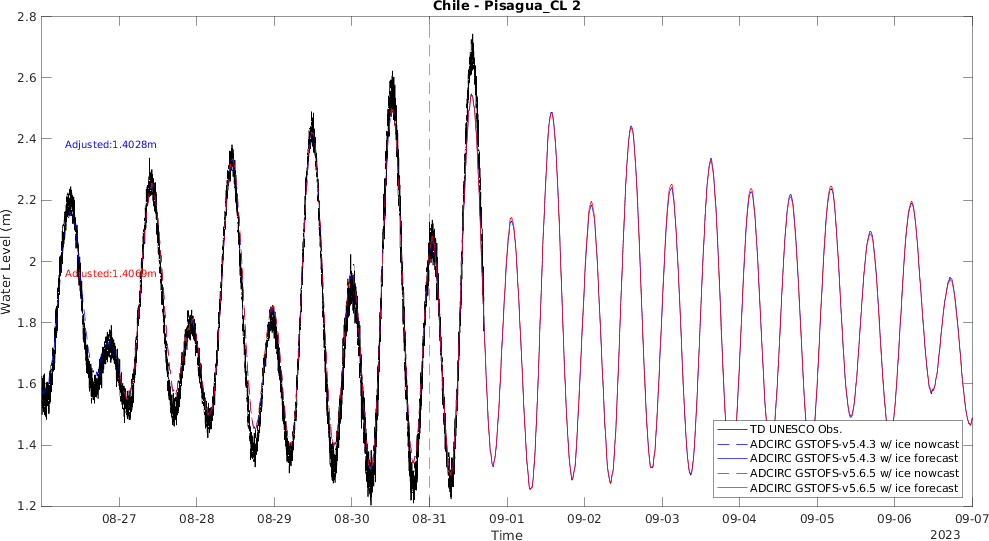 Chile - Pisagua_CL 2
Water Level (m)
2.8
2.6
2.4
2.2
2
1.8
1.6
1.4
1.2
Adjusted:1.4028m
Adjusted:1.4069m
TD UNESCO Obs.
ADCIRC GSTOFS-v5.4.3 w/ ice nowcast
ADCIRC GSTOFS-v5.4.3 w/ ice forecast
ADCIRC GSTOFS-v5.6.5 w/ ice nowcast
ADCIRC GSTOFS-v5.6.5 w/ ice forecast
08-27 08-28 08-29 08-30 08-31 09-01 09-02 09-03 09-04 09-05 09-06 09-07
Time
2023